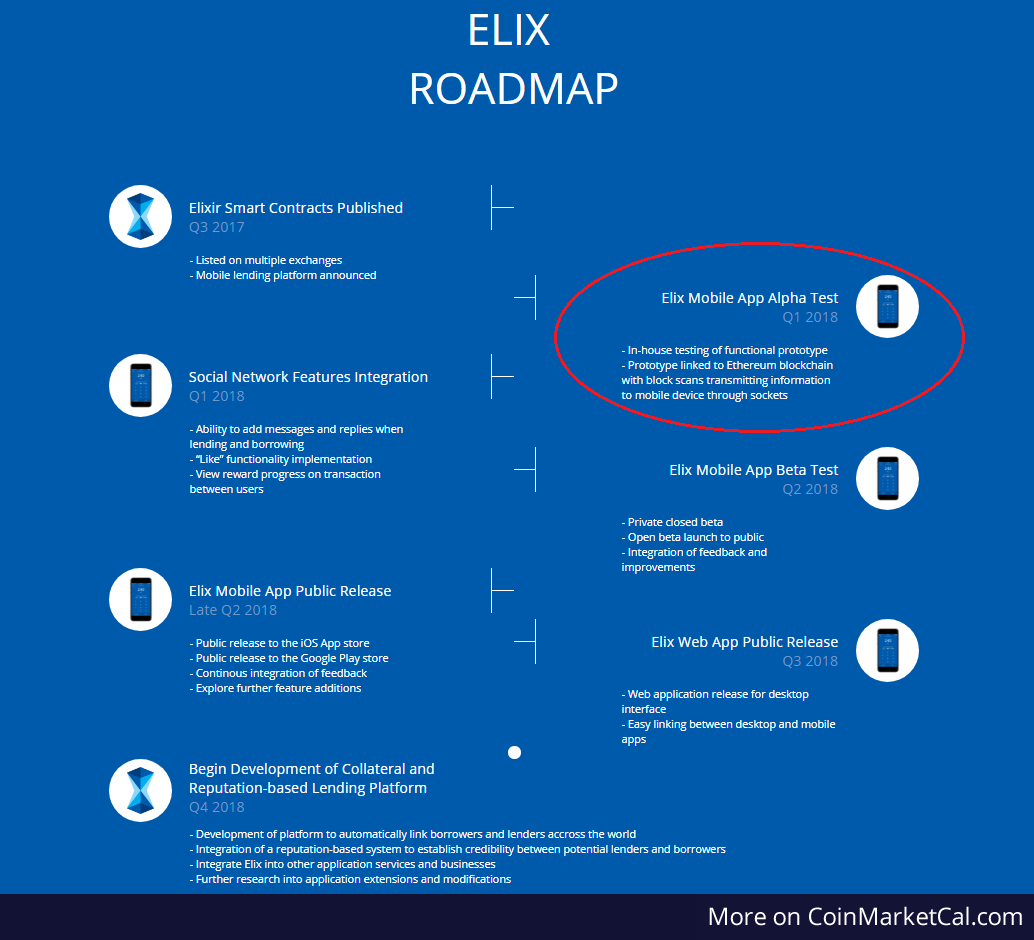 ELIX
ROADMAP
Elixir Smart Contracts Published
Q3 2017
- Listed on multiple exchanges
- Mobile lending platform announced
Elix Mobile App Alpha Test
Q1 2018
- In-house testing of functional prototype
- Prototype linked to Ethereum blockchain
with block scans transmitting information
to mobile device through sockets
Social Network Features Integration
Q1 2018
- Ability to add messages and replies when
lending and borrowing
- "Like" functionality implementation
- View reward progress on transaction
between users
Elix Mobile App Beta Test
Q2 2018
- Private closed beta
- Open beta launch to public
- Integration of feedback and
improvements
Elix Mobile App Public Release
Late Q2 2018
- Public release to the iOS App store
- Public release to the Google Play store
- Continous integration of feedback
- Explore further feature additions
Elix Web App Public Release
Q3 2018
- Web application release for desktop
interface
- Easy linking between desktop and mobile
apps
Begin Development of Collateral and
Reputation-based Lending Platform
Q4 2018
- Development of platform to automatically link borrowers and lenders accross the world
- Integration of a reputation-based system to establish credibility between potential lenders and borrowers
- Integrate Elix into other application services and businesses
- Further research into application extensions and modifications
More on CoinMarketCal.com